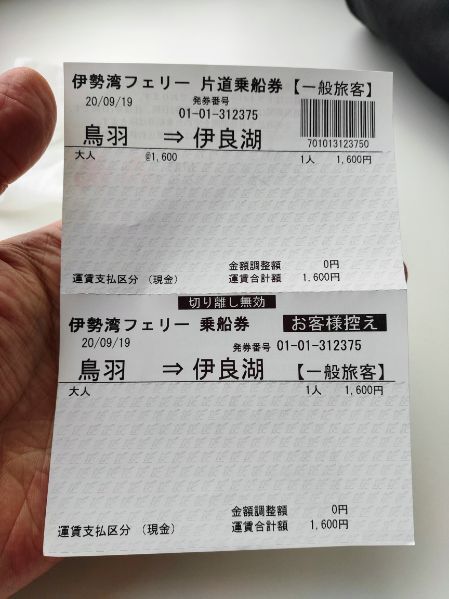 伊勢湾フェリー 片道乗船券【一般旅客】
20/09/19 発券番号
01-01-312375
鳥羽 ⇒ 伊良湖
701013123750
大人 @1,600 1人 1,600円
金額調整額 0円
運賃支払区分 (現金) 運賃合計額 1,600円
切り離し無効
伊勢湾フェリー 乗船券 お客様控え
20/09/19 発券番号 01-01-312375
鳥羽 ⇒ 伊良湖 【一般旅客】
大人 1人 1,600円
金額調整額 0円
運賃支払区分 (現金) 運賃合計額 1,600円